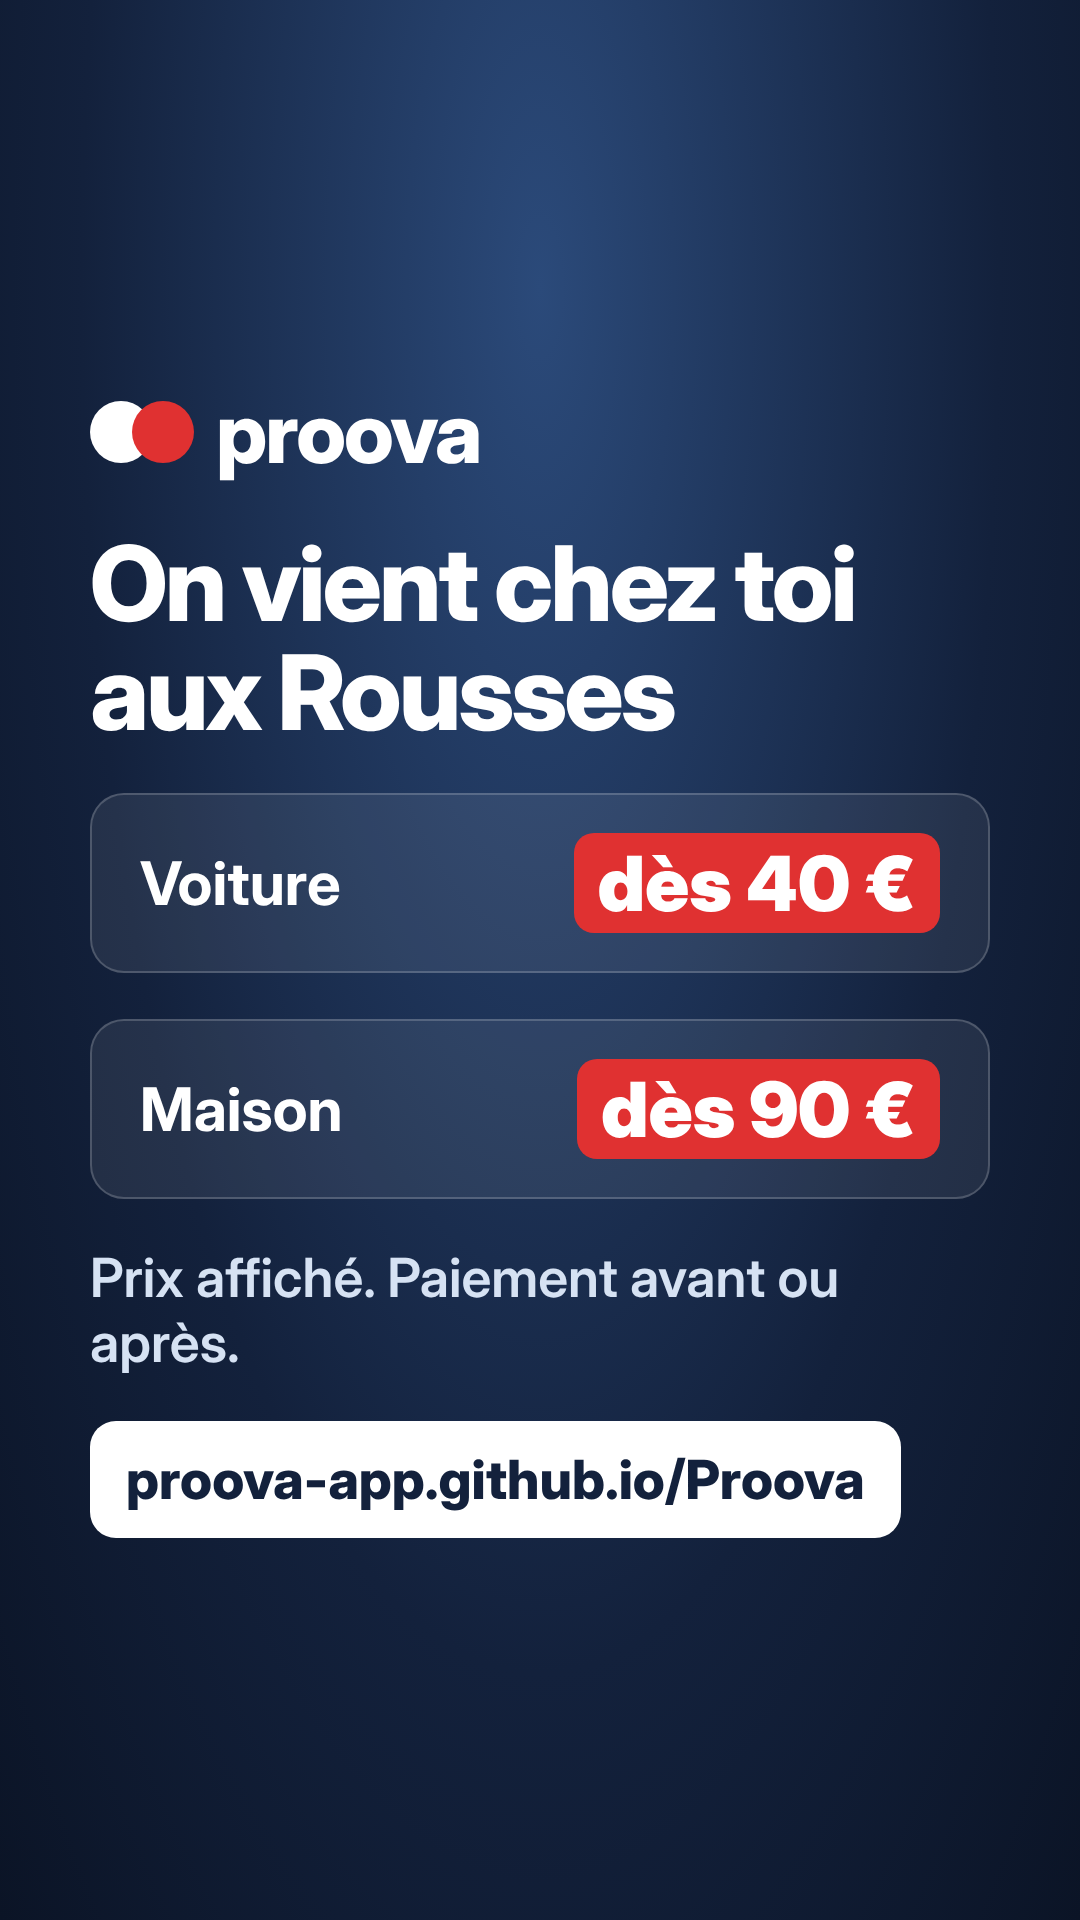 proova
On vient chez toi
aux Rousses
Voiture
dès 40 €
Maison
dès 90 €
Prix affiché. Paiement avant ou
après.
proova-app.github.io/Proova